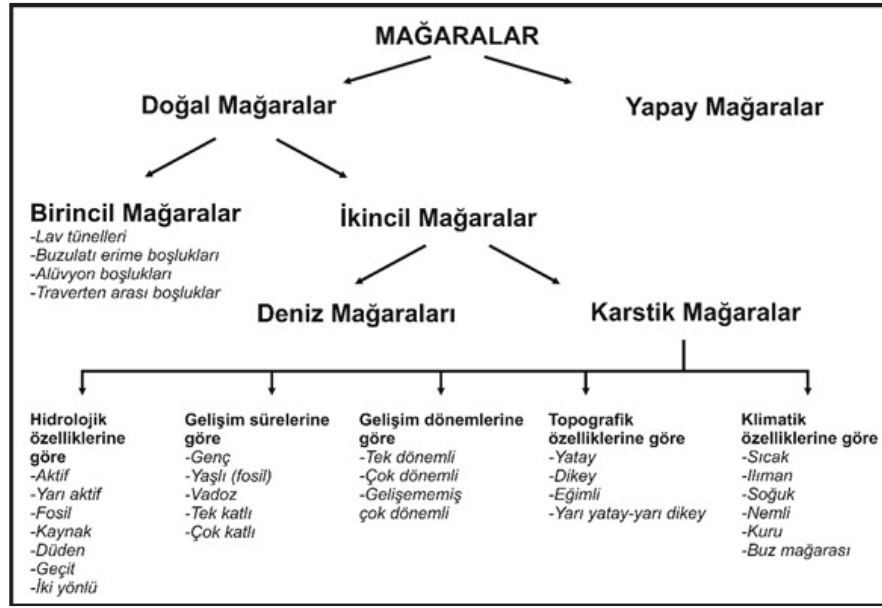 MAĞARALAR
Doğal Mağaralar
Yapay Mağaralar
Birincil Mağaralar
-Lav tünelleri
-Buzulatı erime boşlukları
-Alüvyon boşlukları
-Traverten arası boşluklar
İkincil Mağaralar
Deniz Mağaraları
Karstik Mağaralar
Hidrolojik
özelliklerine
göre
-Aktif
-Yarı aktif
-Fosil
-Kaynak
-Düden
-Geçit
-İki yönlü
Gelişim sürelerine
göre
-Genç
-Yaşlı (fosil)
-Vadoz
-Tek katlı
-Çok katlı
Gelişim dönemlerine
göre
-Tek dönemli
-Çok dönemli
-Gelişememiş
çok dönemli
Topografik
özelliklerine göre
-Yatay
-Dikey
-Eğimli
-Yarı yatay-yarı dikey
Klimatik
özelliklerine göre
-Sıcak
-Ilıman
-Soğuk
-Nemli
-Kuru
-Buz mağarası